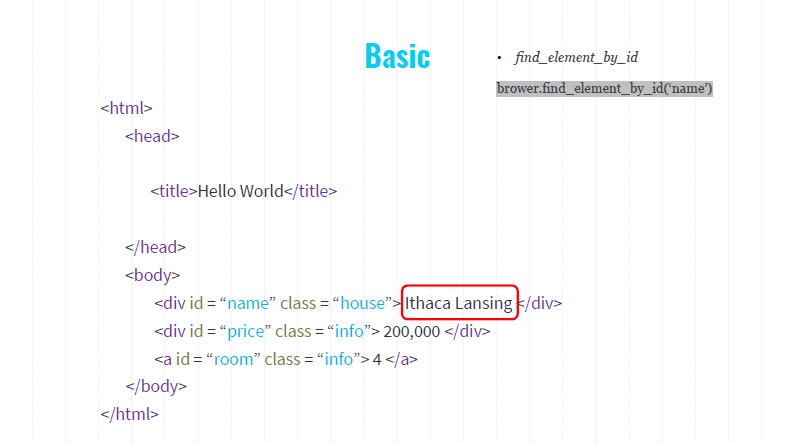 Basic
• find_element_by_id
brower.find_element_by_id(‘name’)
<html>
<head>
<title>Hello World</title>
</head>
<body>
<div id = “name” class = “house”> Ithaca Lansing </div>
<div id = “price” class = “info”> 200,000 </div>
<a id = “room” class = “info”> 4 </a>
</body>
</html>